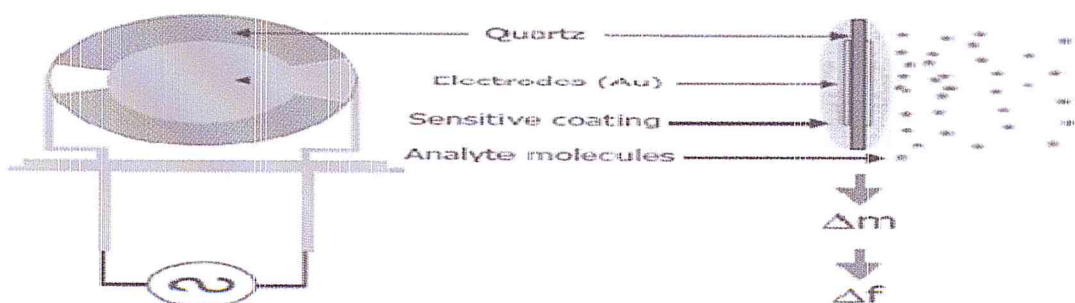 Quartz
Electrodes (Au)
Sensitive coating
Analyte molecules
Δm
Δf